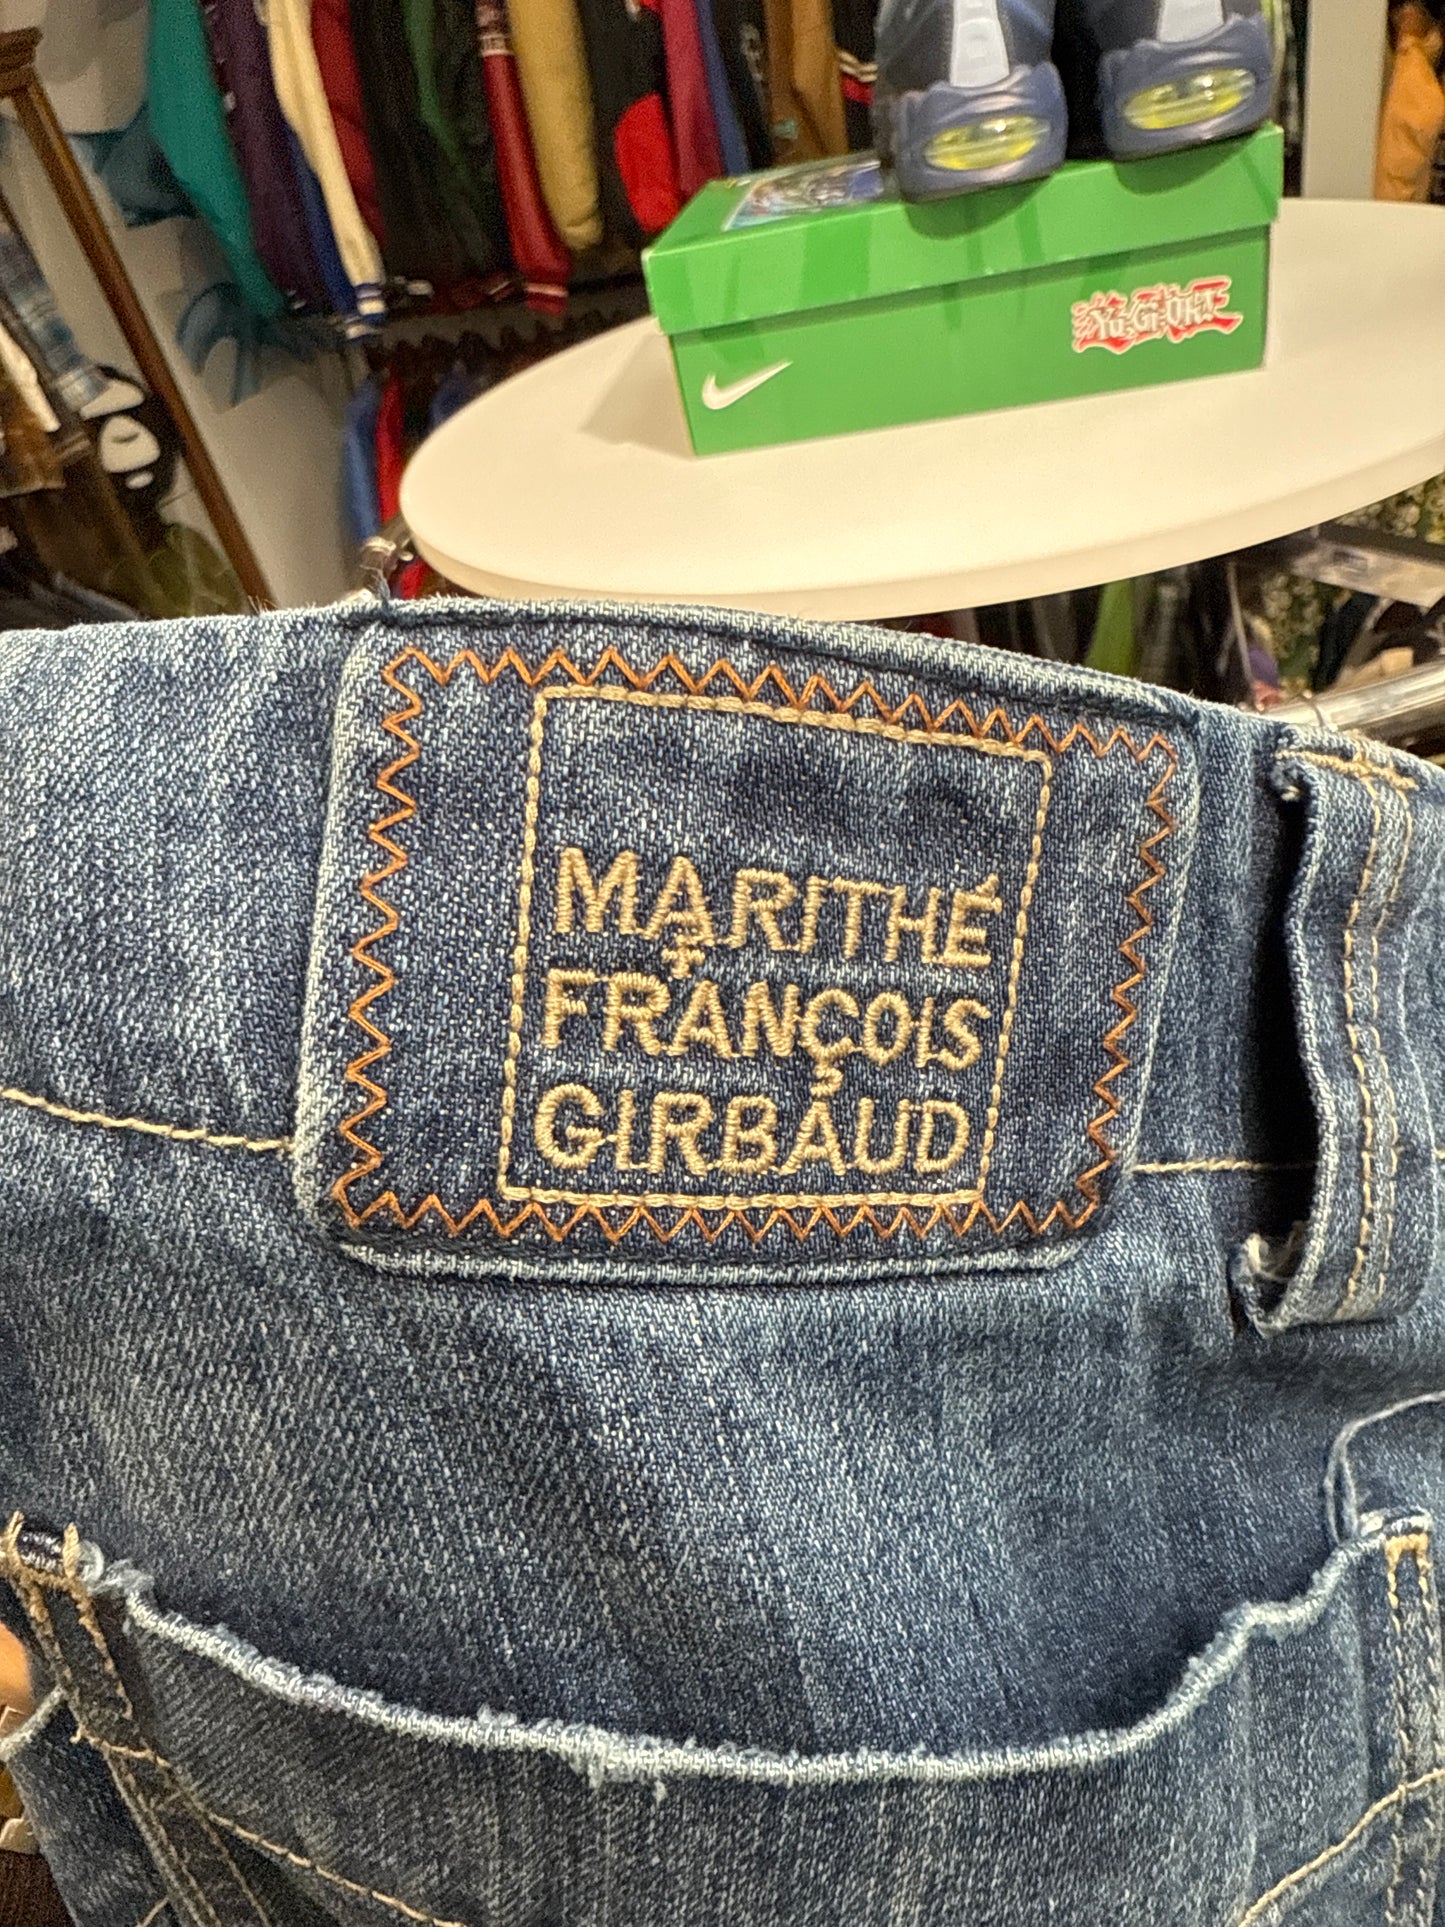 YU-GI-OH!
MARITHÉ
+
FRANÇOIS
GIRBAUD